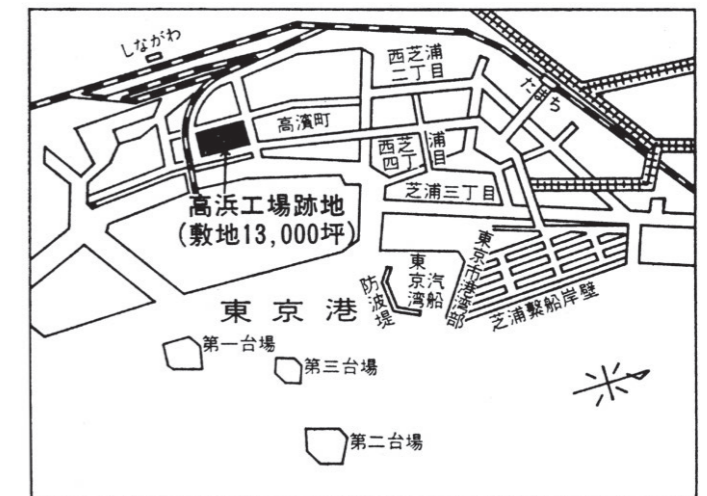 しながわ
西芝浦
二丁目
たまち
高濱町
西芝浦
四丁目
芝浦三丁目
高浜工場跡地
(敷地13,000坪)
東京湾
汽船
東京市港湾部
防波堤
芝浦繫船岸壁
東京港
第一台場
第三台場
第二台場